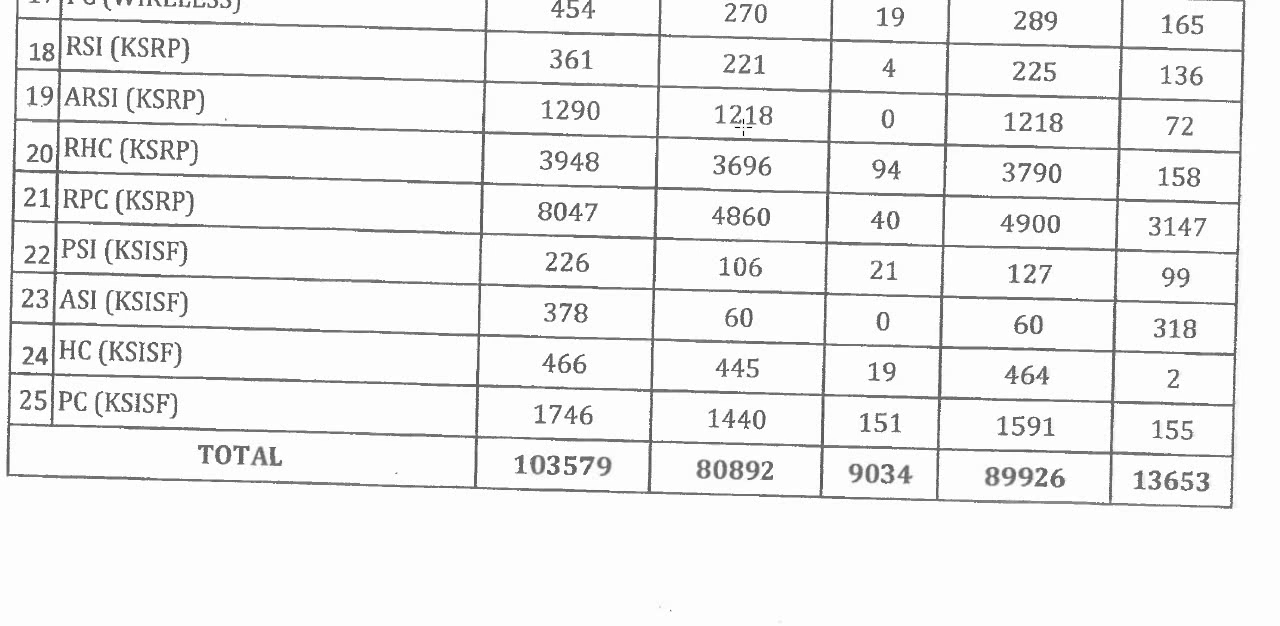 17 PC (WIRELESS) 454 270 19 289 165
18 RSI (KSRP) 361 221 4 225 136
19 ARSI (KSRP) 1290 1218 0 1218 72
20 RHC (KSRP) 3948 3696 94 3790 158
21 RPC (KSRP) 8047 4860 40 4900 3147
22 PSI (KSISF) 226 106 21 127 99
23 ASI (KSISF) 378 60 0 60 318
24 HC (KSISF) 466 445 19 464 2
25 PC (KSISF) 1746 1440 151 1591 155
TOTAL 103579 80892 9034 89926 13653